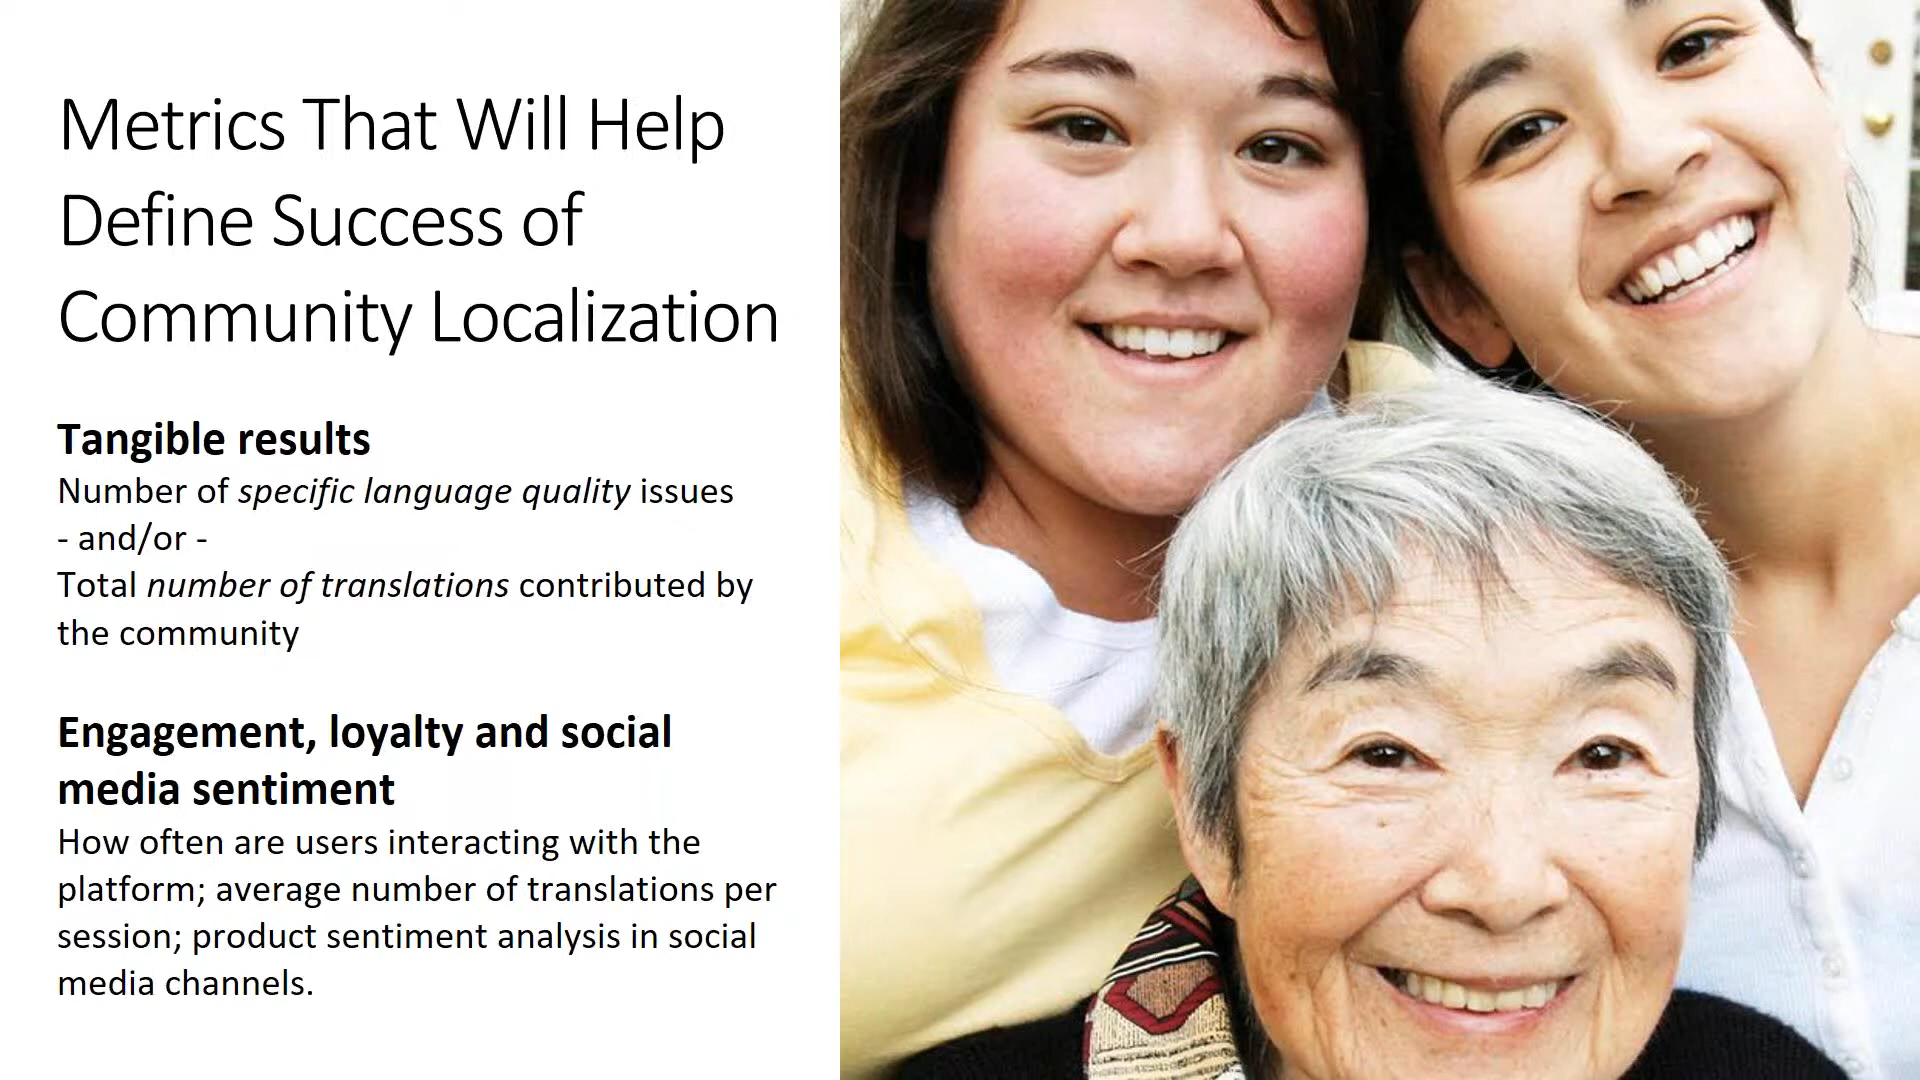 Metrics That Will Help
Define Success of
Community Localization
Tangible results
Number of specific language quality issues
- and/or -
Total number of translations contributed by
the community
Engagement, loyalty and social
media sentiment
How often are users interacting with the
platform; average number of translations per
session; product sentiment analysis in social
media channels.